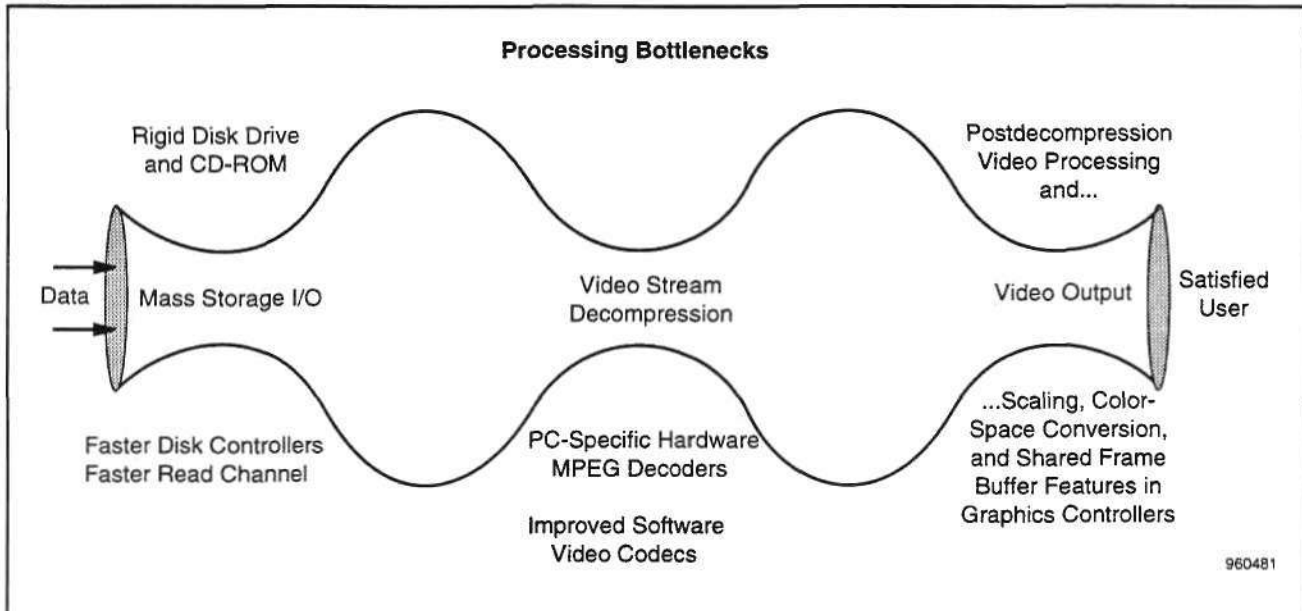 Processing Bottlenecks
Rigid Disk Drive
and CD-ROM
Postdecompression
Video Processing
and...
Data
Mass Storage I/O
Video Stream
Decompression
Video Output
Satisfied
User
Faster Disk Controllers
Faster Read Channel
PC-Specific Hardware
MPEG Decoders
Improved Software
Video Codecs
...Scaling, Color-
Space Conversion,
and Shared Frame
Buffer Features in
Graphics Controllers
960481